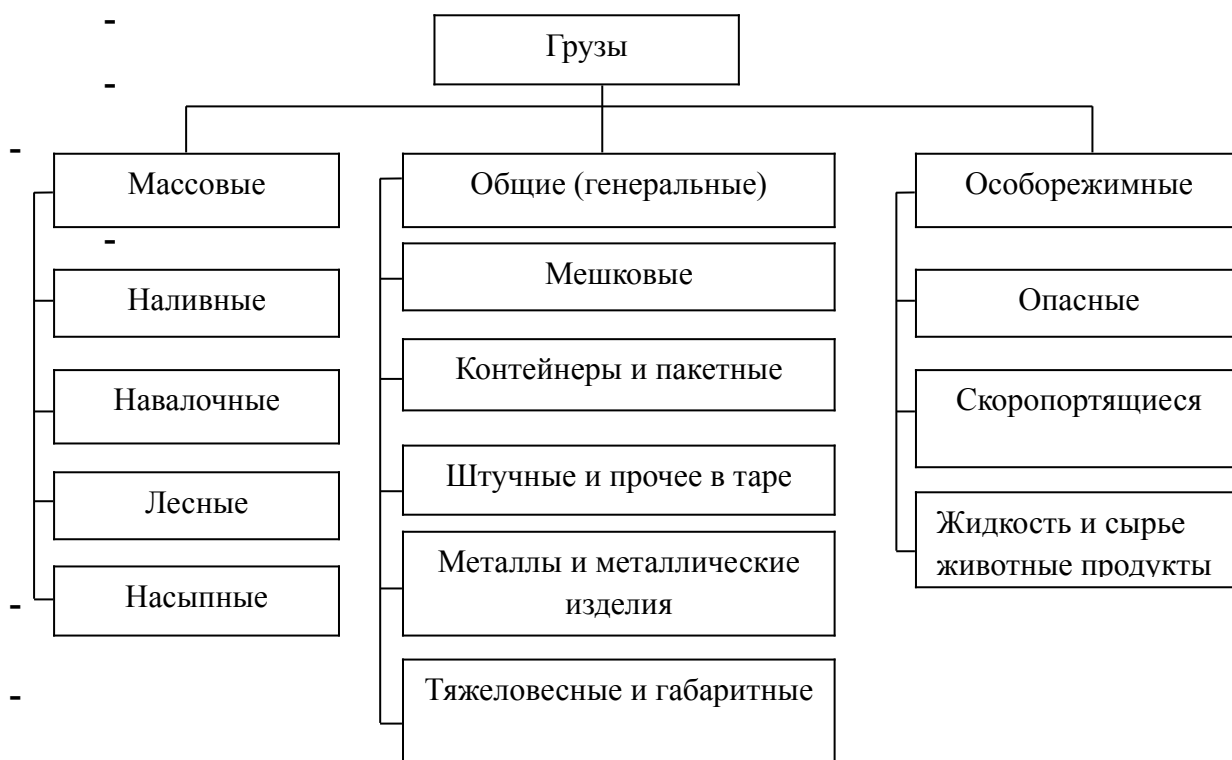 Грузы
Массовые
Наливные
Навалочные
Лесные
Насыпные
Общие (генеральные)
Мешковые
Контейнеры и пакетные
Штучные и прочее в таре
Металлы и металлические
изделия
Тяжеловесные и габаритные
Особорежимные
Опасные
Скоропортящиеся
Жидкость и сырье
животные продукты